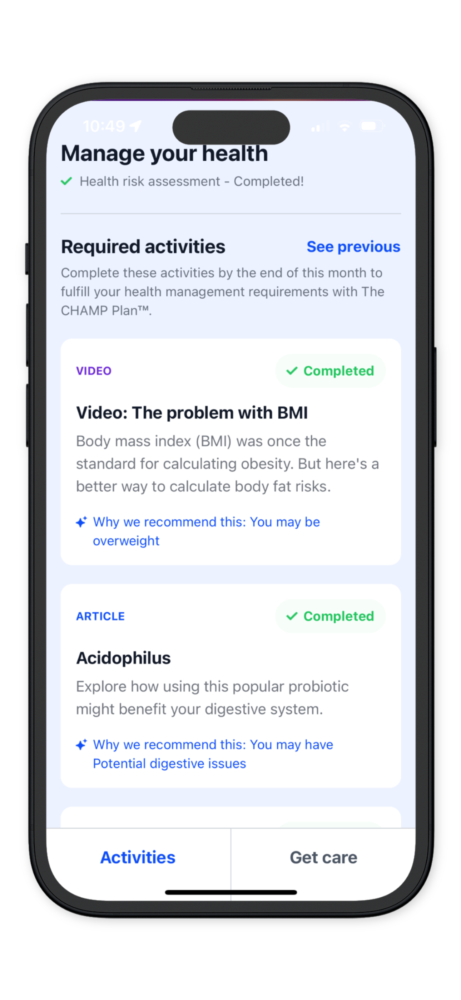 10:49
Manage your health
Health risk assessment - Completed!
Required activities
See previous
Complete these activities by the end of this month to
fulfill your health management requirements with The
CHAMP Plan™.
VIDEO
Completed
Video: The problem with BMI
Body mass index (BMI) was once the
standard for calculating obesity. But here's a
better way to calculate body fat risks.
Why we recommend this: You may be
overweight
ARTICLE
Completed
Acidophilus
Explore how using this popular probiotic
might benefit your digestive system.
Why we recommend this: You may have
Potential digestive issues
Activities
Get care